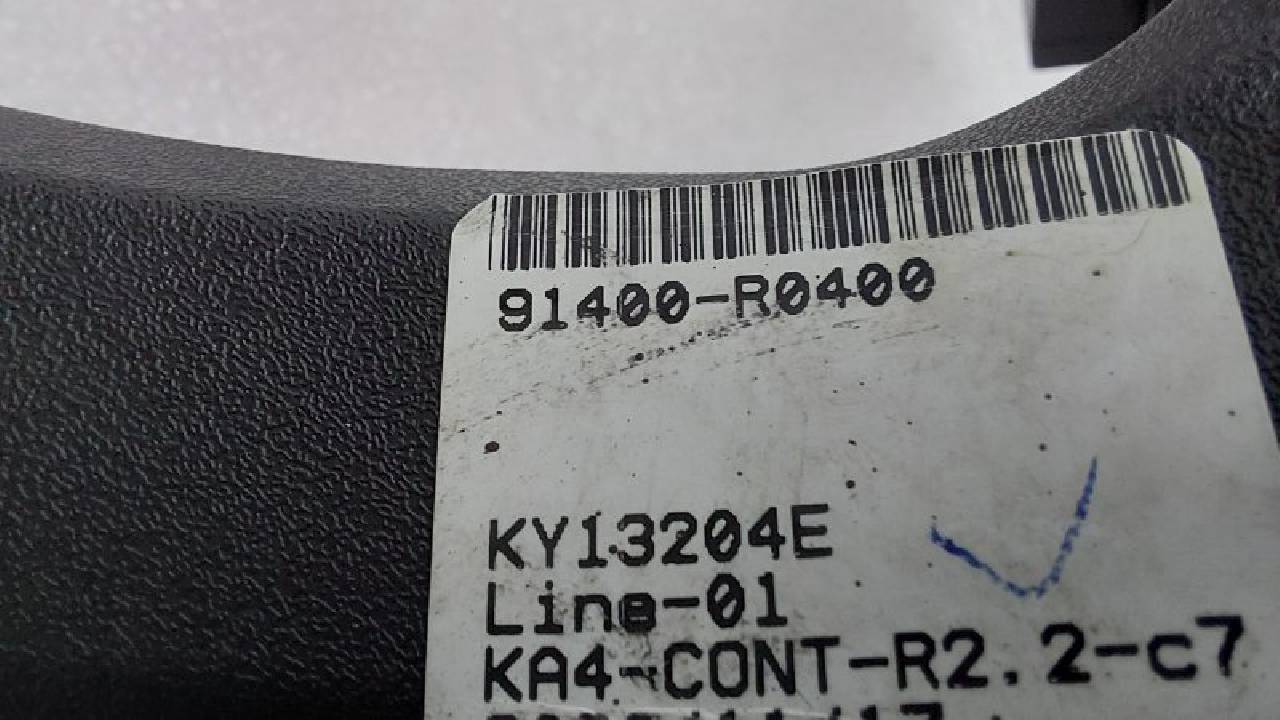 91400-R0400
KY13204E
Line-01
KA4-CONT-R2.2-c7